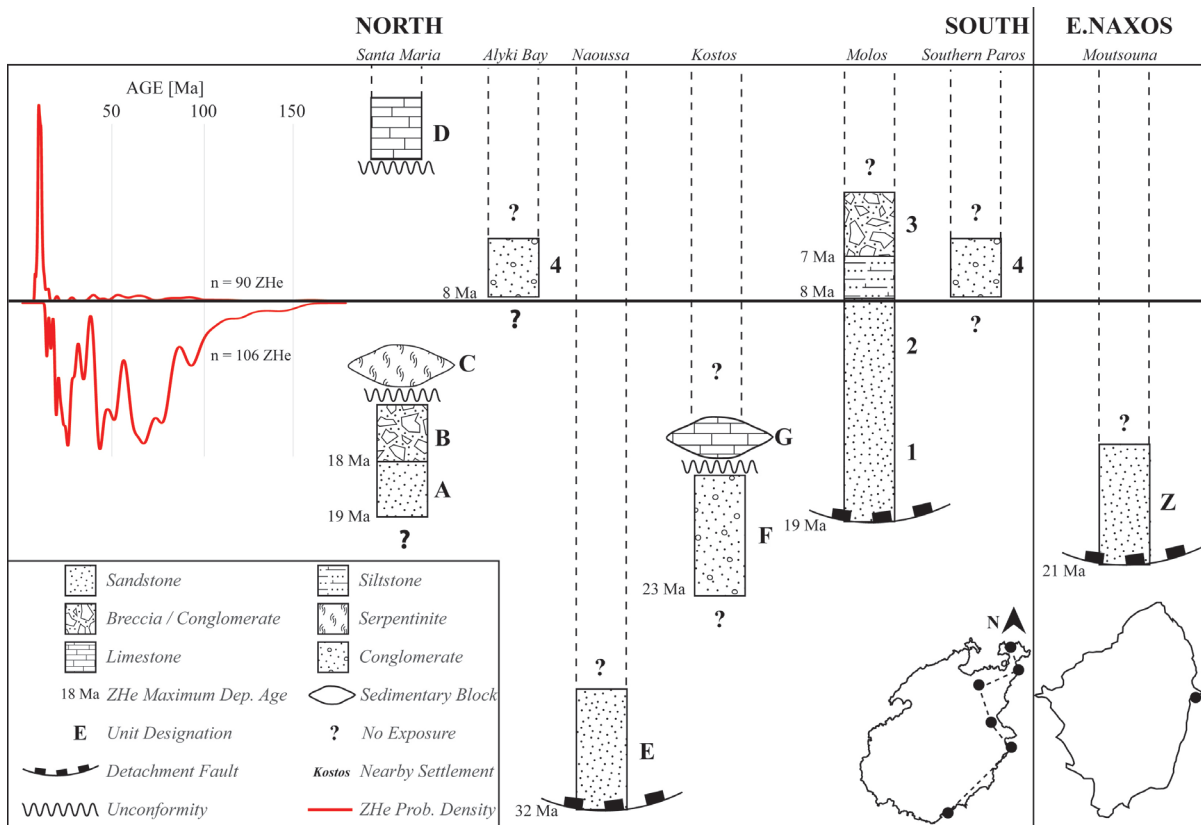 NORTH SOUTH E.NAXOS
Santa Maria Alyki Bay Naoussa Kostos Molos Southern Paros Moutsouna
AGE [Ma]
50 100 150
D
? ? ?
3
4 4
7 Ma
n = 90 ZHe
8 Ma 8 Ma
? ?
n = 106 ZHe
2
C
? ?
B G 1
18 Ma
A Z
19 Ma 19 Ma
F
? 21 Ma
23 Ma
?
N
Sandstone Siltstone
Breccia / Conglomerate Serpentinite
Limestone Conglomerate
?
18 Ma ZHe Maximum Dep. Age Sedimentary Block
E Unit Designation ? No Exposure
E
Detachment Fault Kostos Nearby Settlement
Unconformity ZHe Prob. Density
32 Ma